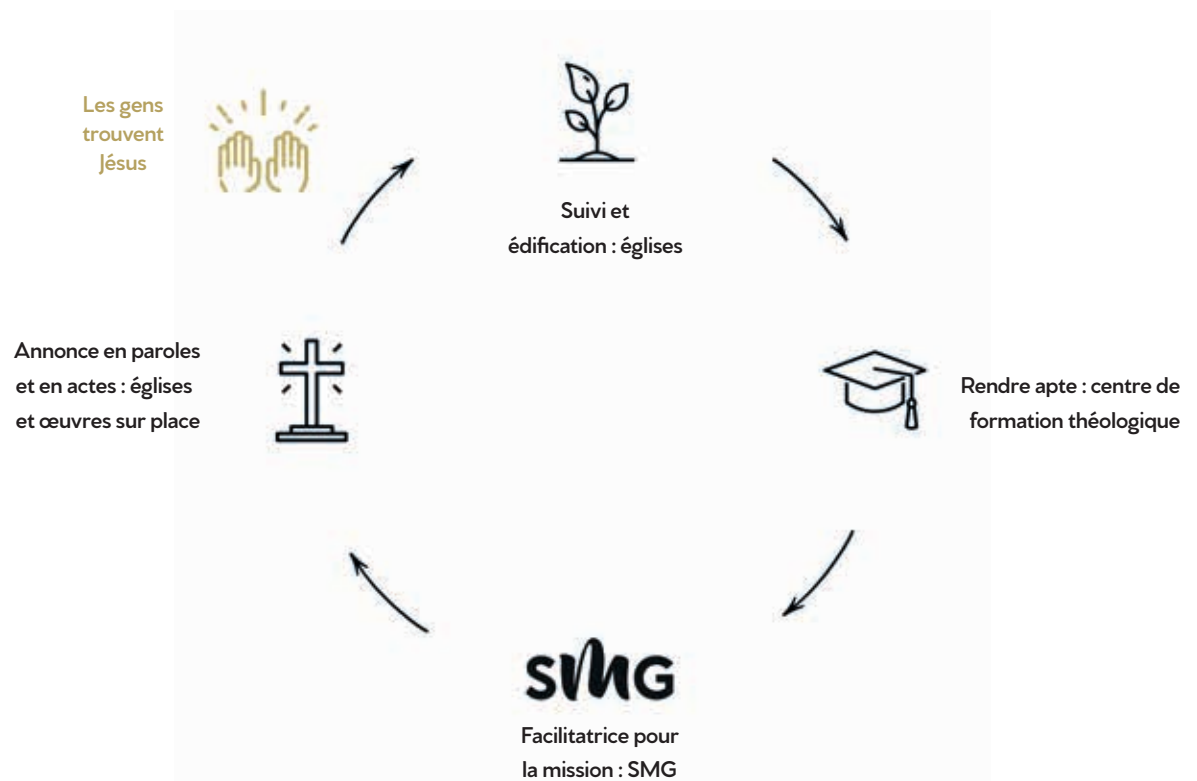 Les gens
trouvent
Jésus
Suivi et
édification : églises
Annonce en paroles
et en actes : églises
et œuvres sur place
Rendre apte : centre de
formation théologique
SMG
Facilitatrice pour
la mission : SMG